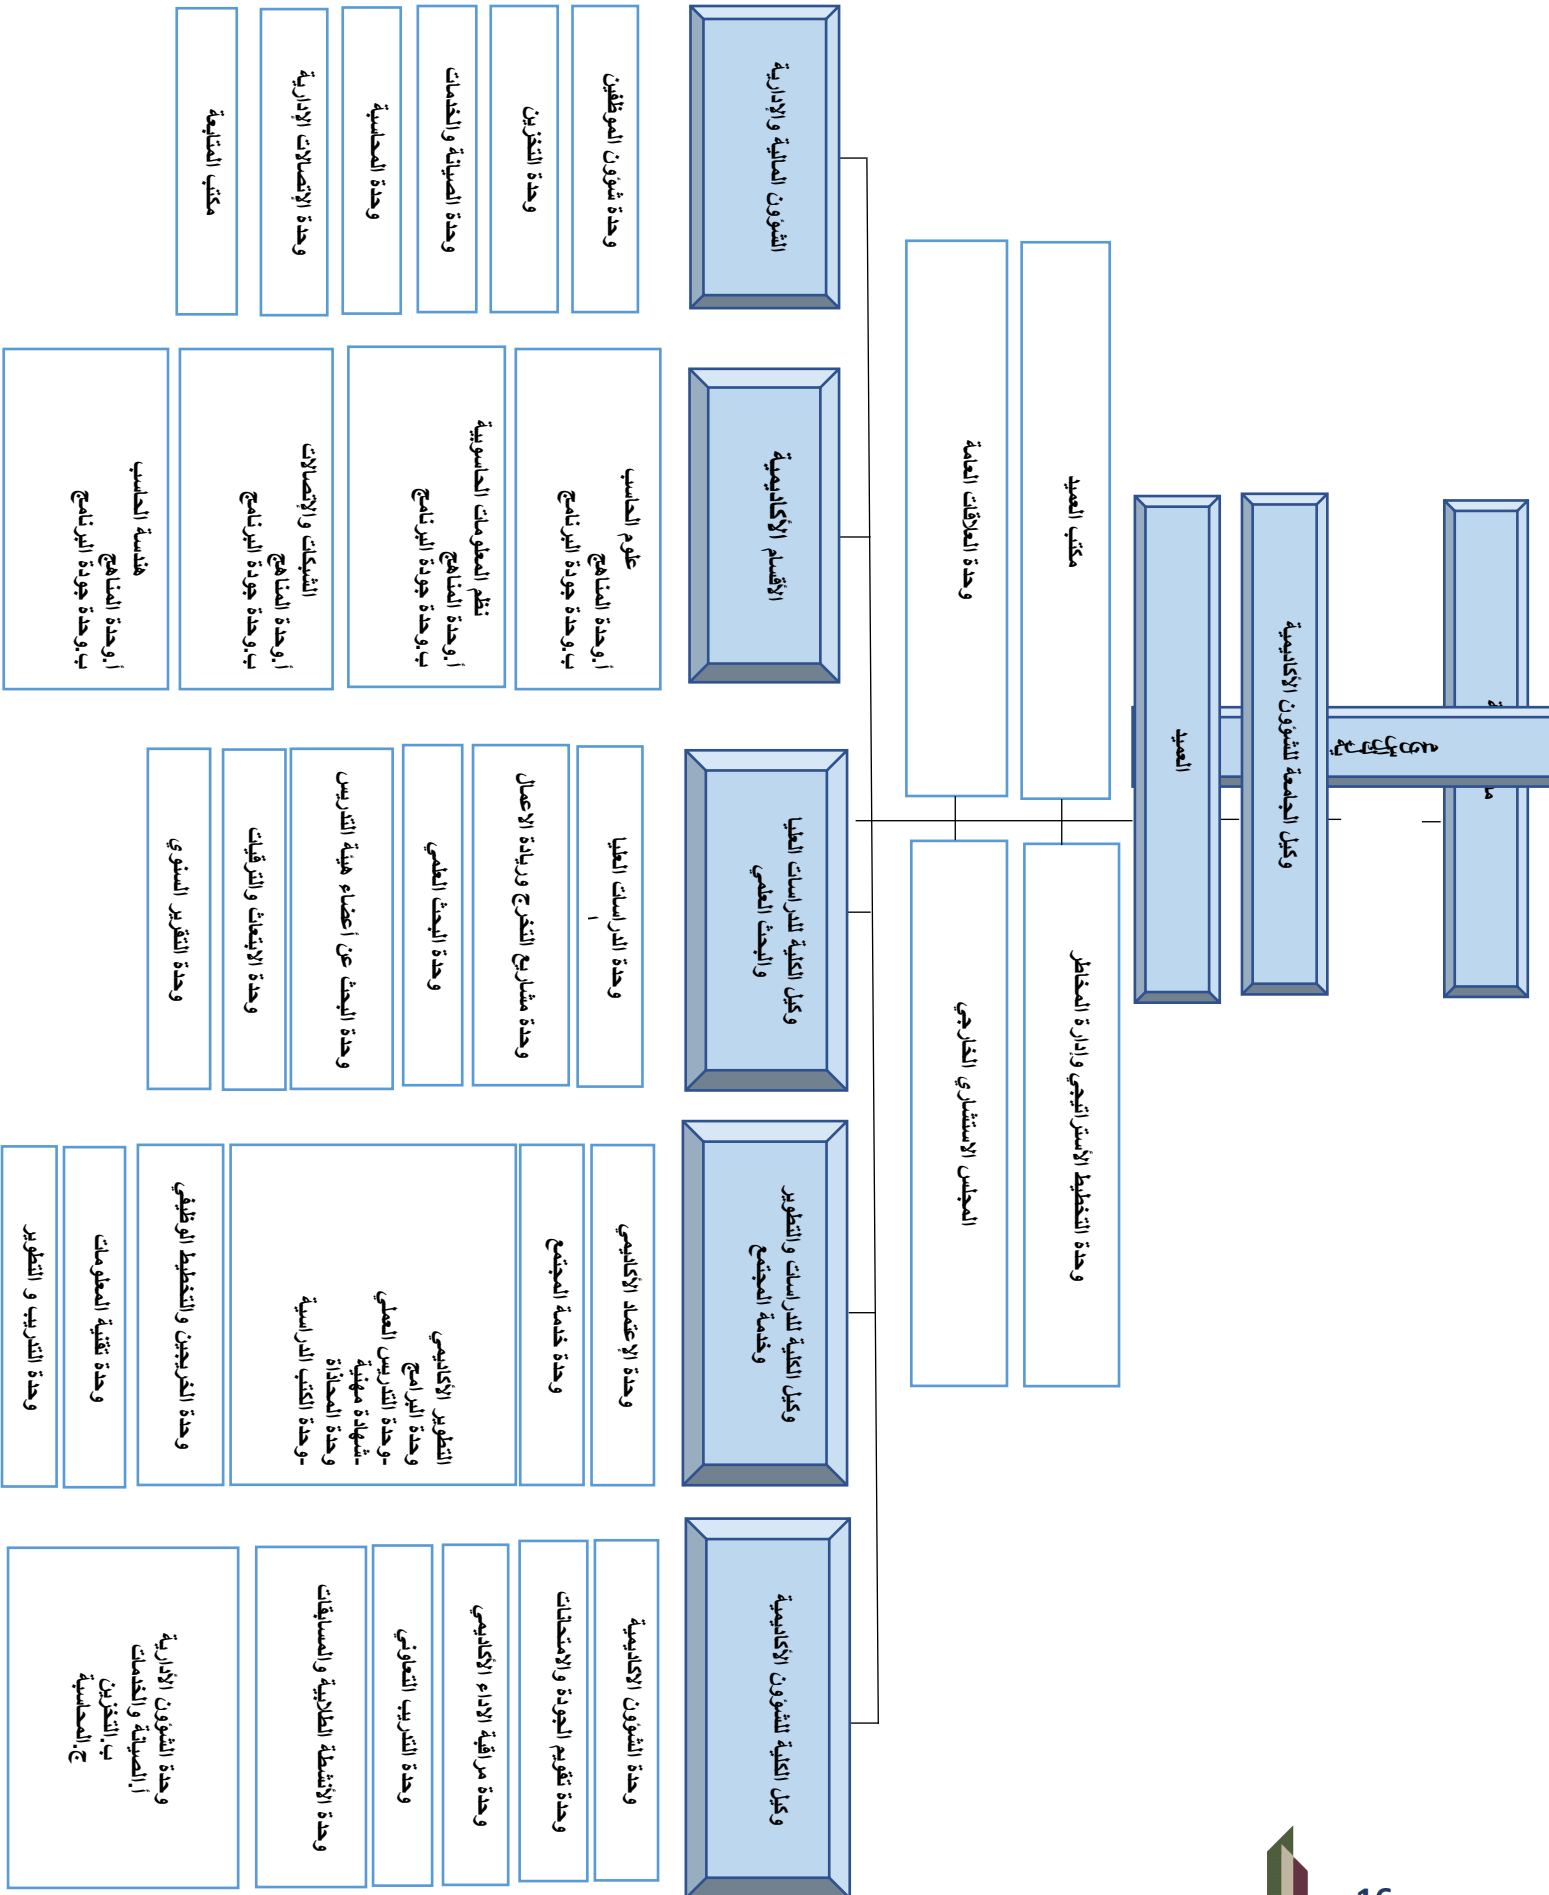 وكيل الجامعة للشؤون الأكاديمية
العميد
مكتب العميد
وحدة التخطيط الأستراتيجي وإدارة المخاطر
وحدة العلاقات العامة
المجلس الاستشاري الخارجي
الشؤون المالية والإدارية
وحدة شؤون الموظفين
وحدة التخزين
وحدة الصيانة والخدمات
وحدة المحاسبة
وحدة الإتصالات الإدارية
مكتب المتابعة
الأقسام الأكاديمية
علوم الحاسب
أ.وحدة المناهج
ب.وحدة جودة البرنامج
نظم المعلومات الحاسوبية
أ.وحدة المناهج
ب.وحدة جودة البرنامج
الشبكات والإتصالات
أ.وحدة المناهج
ب.وحدة جودة البرنامج
هندسة الحاسب
أ.وحدة المناهج
ب.وحدة جودة البرنامج
وكيل الكلية للدراسات العليا
والبحث العلمي
وحدة الدراسات العليا
وحدة مشاريع التخرج وريادة الاعمال
وحدة البحث العلمي
وحدة البحث عن أعضاء هيئة التدريس
وحدة الابتعاث والترقيات
وحدة التقرير السنوي
وكيل الكلية للدراسات والتطوير
وخدمة المجتمع
وحدة الإعتماد الأكاديمي
وحدة خدمة المجتمع
التطوير الأكاديمي
وحدة البرامج
-وحدة التدريس العملي
-شهادة مهنية
وحدة المحاذاة
-وحدة الكتب الدراسية
وحدة الخريجين والتخطيط الوظيفي
وحدة تقنية المعلومات
وحدة التدريب و التطوير
وكيل الكلية للشؤون الأكاديمية
وحدة الشؤون الاكاديمية
وحدة تقويم الجودة والامتحانات
وحدة مراقبة الاداء الأكاديمي
وحدة التدريب التعاوني
وحدة الأنشطة الطلابية والمسابقات
وحدة الشؤون الأدارية
أ.الصيانة والخدمات
ب.التخزين
ج.المحاسبة